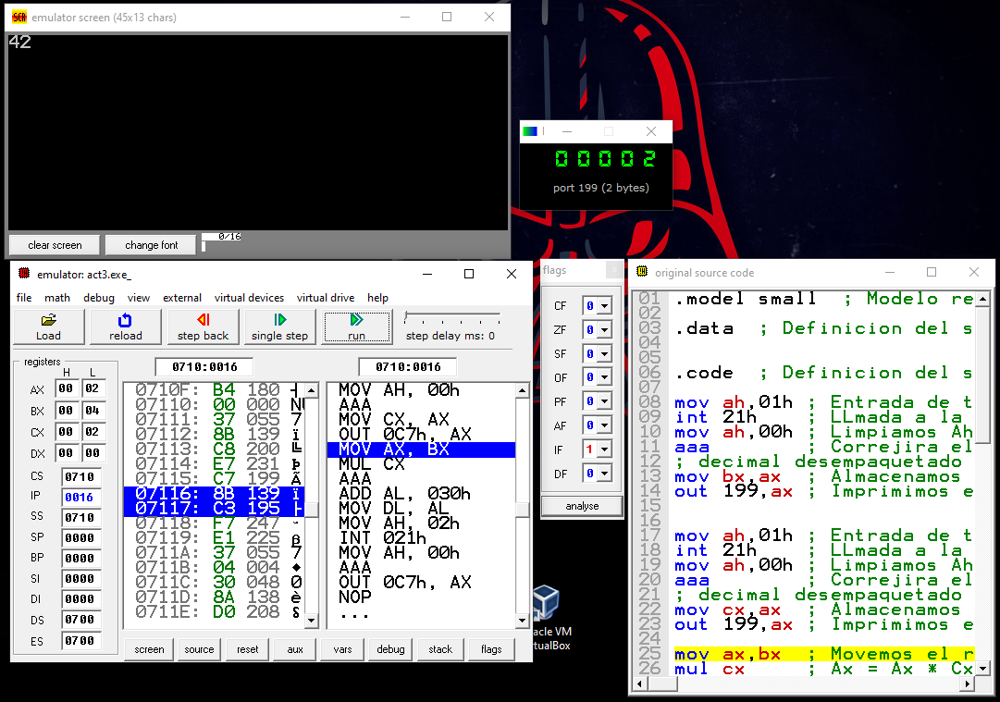 SCR emulator screen (45x13 chars)
42
clear screen
change font
0/16
00002
port 199 (2 bytes)
emulator: act3.exe_
file math debug view external virtual devices virtual drive help
Load
reload
step back
single step
run
step delay ms: 0
registers
H L
AX 00 02
BX 00 04
CX 00 02
DX 00 00
CS 0710
IP 0016
SS 0710
SP 0000
BP 0000
SI 0000
DI 0000
DS 0700
ES 0700
0710:0016
0710F: B4 180 ┤
07110: 00 000 NU
07111: 37 055 7
07112: 8B 139 ï
07113: C8 200 ╚
07114: E7 231 þ
07115: C7 199 Ã
07116: 8B 139 ï
07117: C3 195 ├
07118: F7 247
07119: E1 225 ß
0711A: 37 055 7
0711B: 04 004 ♦
0711C: 30 048 0
0711D: 8A 138 è
0711E: D0 208
0710:0016
MOV AH, 00h
AAA
MOV CX, AX
OUT 0C7h, AX
MOV AX, BX
MUL CX
AAA
ADD AL, 030h
MOV DL, AL
MOV AH, 02h
INT 021h
MOV AH, 00h
AAA
OUT 0C7h, AX
NOP
...
screen source reset aux vars debug stack flags
flags
CF 0
ZF 0
SF 0
OF 0
PF 0
AF 0
IF 1
DF 0
analyse
acle VM
tualBox
original source code
01 .model small ; Modelo re
02
03 .data ; Definicion del s
04
05
06 .code ; Definicion del s
07
08 mov ah,01h ; Entrada de t
09 int 21h ; LLmada a la
10 mov ah,00h ; Limpiamos Ah
11 aaa ; Correjira el
12 ; decimal desempaquetado
13 mov bx,ax ; Almacenamos
14 out 199,ax ; Imprimimos e
15
16
17 mov ah,01h ; Entrada de t
18 int 21h ; LLmada a la
19 mov ah,00h ; Limpiamos Ah
20 aaa ; Correjira el
21 ; decimal desempaquetado
22 mov cx,ax ; Almacenamos
23 out 199,ax ; Imprimimos e
24
25 mov ax,bx ; Movemos el r
26 mul cx ; Ax = Ax * Cx